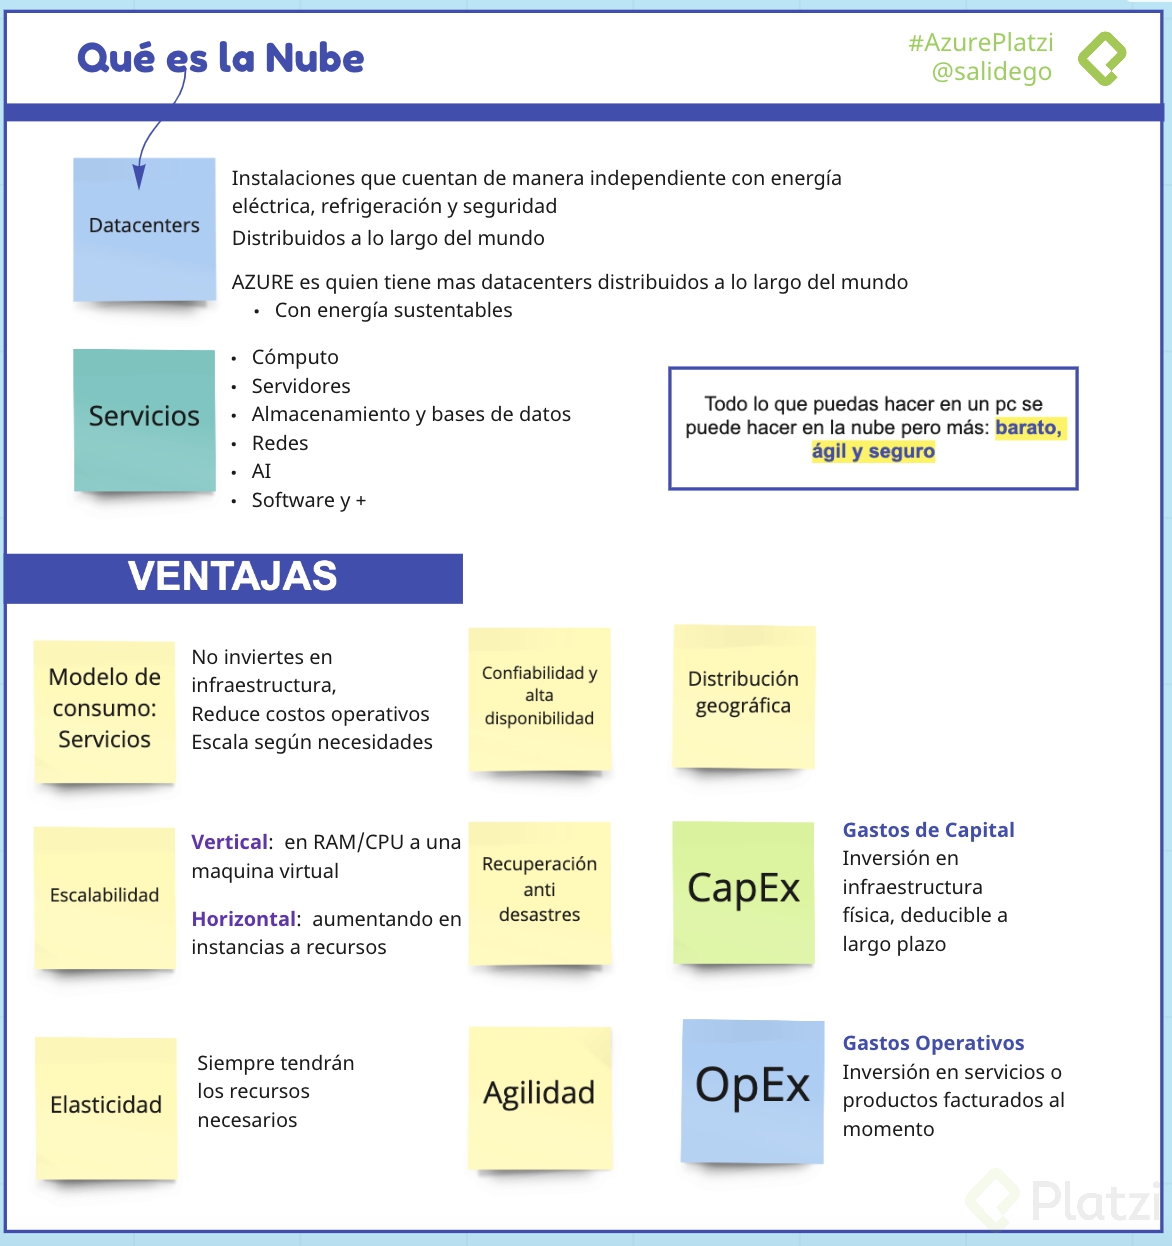 Qué es la Nube
#AzurePlatzi
@salidego
Datacenters
Instalaciones que cuentan de manera independiente con energía
eléctrica, refrigeración y seguridad
Distribuidos a lo largo del mundo
AZURE es quien tiene mas datacenters distribuidos a lo largo del mundo
• Con energía sustentables
Servicios
• Cómputo
• Servidores
• Almacenamiento y bases de datos
• Redes
• AI
• Software y +
Todo lo que puedas hacer en un pc se
puede hacer en la nube pero más: barato,
ágil y seguro
VENTAJAS
Modelo de
consumo:
Servicios
No inviertes en
infraestructura,
Reduce costos operativos
Escala según necesidades
Confiabilidad y
alta
disponibilidad
Distribución
geográfica
Escalabilidad
Vertical: en RAM/CPU a una
maquina virtual
Horizontal: aumentando en
instancias a recursos
Recuperación
anti
desastres
CapEx
Gastos de Capital
Inversión en
infraestructura
física, deducible a
largo plazo
Elasticidad
Siempre tendrán
los recursos
necesarios
Agilidad
OpEx
Gastos Operativos
Inversión en servicios o
productos facturados al
momento
Platzi